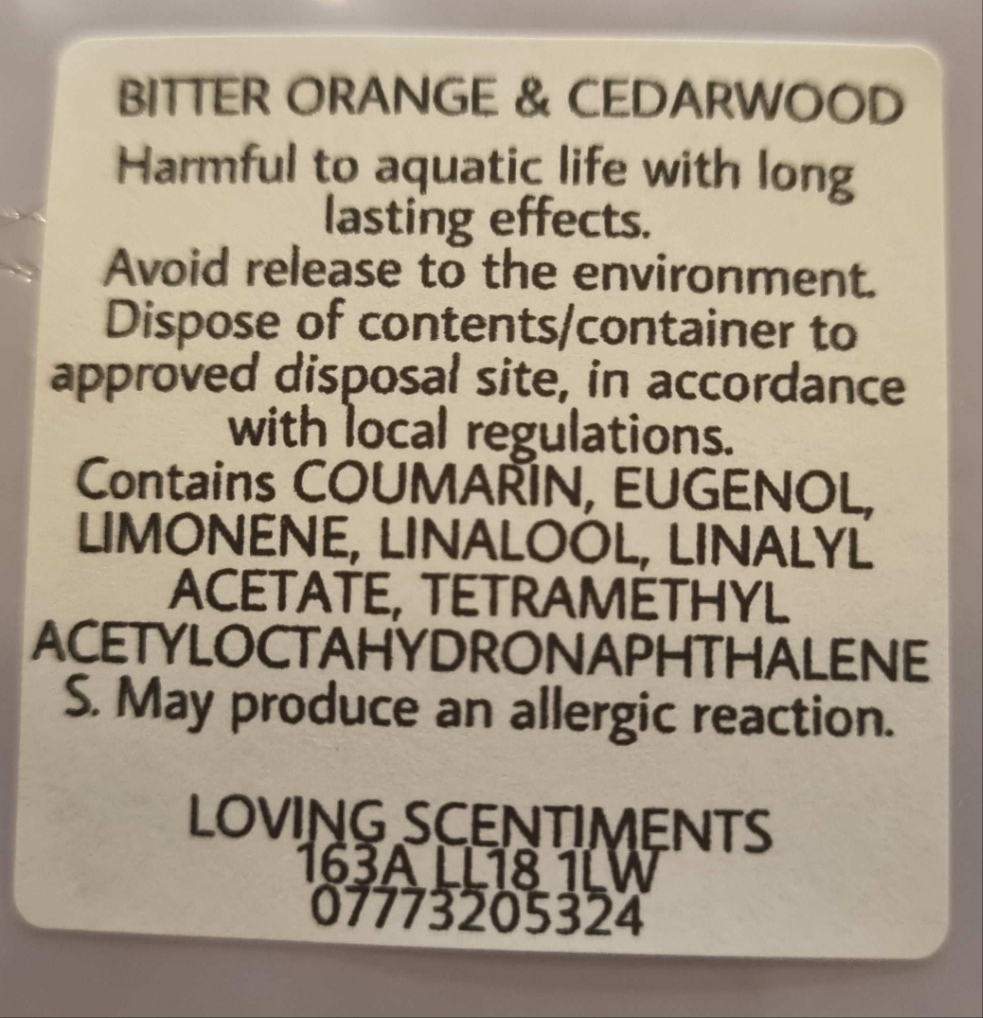 BITTER ORANGE & CEDARWOOD
Harmful to aquatic life with long
lasting effects.
Avoid release to the environment.
Dispose of contents/container to
approved disposal site, in accordance
with local regulations.
Contains COUMARIN, EUGENOL,
LIMONENE, LINALOOL, LINALYL
ACETATE, TETRAMETHYL
ACETYLOCTAHYDRONAPHTHALENE
S. May produce an allergic reaction.
LOVING SCENTIMENTS
163A LL18 1LW
07773205324